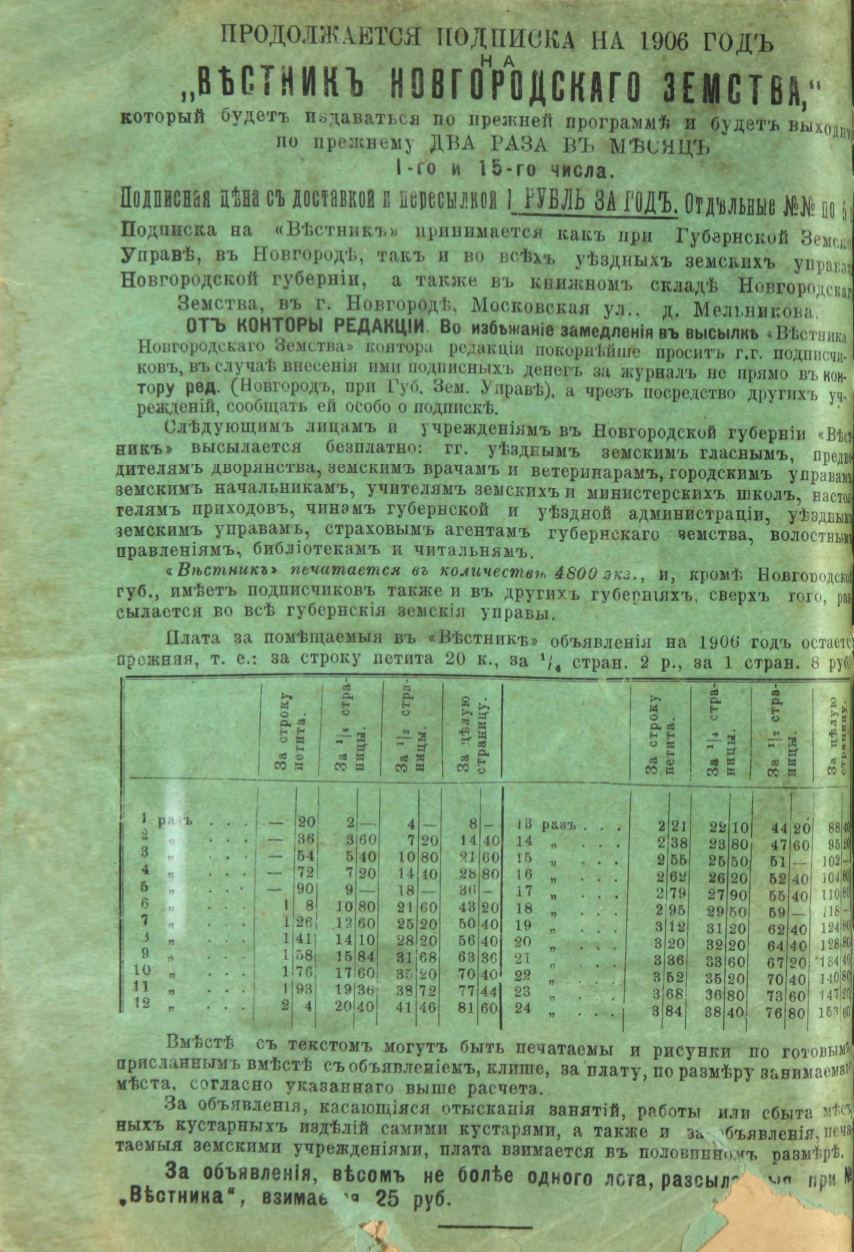 ПРОДОЛЖАЕТСЯ ПОДПИСКА НА 1906 ГОДЪ
НА
„ВѢСТНИКЪ НОВГОРОДСКАГО ЗЕМСТВА,“
который будетъ издаваться по прежней программѣ и будетъ
по прежнему ДВА РАЗА ВЪ МѢСЯЦЪ
1-го и 15-го числа.
Подписная цѣна съ доставкой и пересылкой 1 РУБЛЬ ЗА ГОДЪ. Отдѣльные №№ по
Подписка на «Вѣстникъ» принимается какъ при Губернской Земско
Управѣ, въ Новгородѣ, такъ и во всѣхъ уѣздныхъ земскихъ управа
Новгородской губерніи, а также въ книжномъ складѣ Новгородска
Земства, въ г. Новгородѣ, Московская ул., д. Мельникова.
ОТЪ КОНТОРЫ РЕДАКЦІИ. Во избѣжаніе замедленія въ высылкѣ «Вѣстника
Новгородскаго Земства» контора редакціи покорнѣйше проситъ г.г. подписчи-
ковъ, въ случаѣ внесенія ими подписныхъ денегъ за журналъ не прямо въ кон-
тору ред. (Новгородъ, при Губ. Зем. Управѣ), а чрезъ посредство другихъ уч-
режденій, сообщать ей особо о подпискѣ.
Слѣдующимъ лицамъ и учрежденіямъ въ Новгородской губерніи «Вѣст
никъ» высылается безплатно: гг. уѣзднымъ земскимъ гласнымъ, предво
дителямъ дворянства, земскимъ врачамъ и ветеринарамъ, городскимъ управамъ
земскимъ начальникамъ, учителямъ земскихъ и министерскихъ школъ, настоя
телямъ приходовъ, чинамъ губернской и уѣздной администраціи, уѣзднымъ
земскимъ управамъ, страховымъ агентамъ губернскаго земства, волостнымъ
правленіямъ, библіотекамъ и читальнямъ.
«Вѣстникъ» печатается въ количествѣ 4800 экз., и, кромѣ Новгородской
губ., имѣетъ подписчиковъ также и въ другихъ губерніяхъ, сверхъ того, раз
сылается во всѣ губернскія земскія управы.
Плата за помѣщаемыя въ «Вѣстникѣ» объявленія на 1906 годъ остается
прежняя, т. е.: за строку петита 20 к., за 1/4 стран. 2 р., за 1 стран. 8 руб
За строку петита. За 1/4 страницы. За 1/2 страницы. За цѣлую страницу. За строку петита. За 1/4 страницы. За 1/2 страницы. За цѣлую страницу.
1 разъ . . . — 20 2 — 4 — 8 — 13 разъ . . . 2 21 22 10 44 20 88 40
2 „ . . . — 36 3 60 7 20 14 40 14 „ . . . 2 38 23 80 47 60 95 20
3 „ . . . — 54 5 40 10 80 21 60 15 „ . . . 2 55 25 50 51 — 102 —
4 „ . . . — 72 7 20 14 40 28 80 16 „ . . . 2 62 26 20 52 40 104 80
5 „ . . . — 90 9 — 18 — 36 — 17 „ . . . 2 79 27 90 55 40 110 80
6 „ . . . 1 8 10 80 21 60 43 20 18 „ . . . 2 95 29 50 59 — 118 —
7 „ . . . 1 26 12 60 25 20 50 40 19 „ . . . 3 12 31 20 62 40 124 80
8 „ . . . 1 41 14 10 28 20 56 40 20 „ . . . 3 20 32 20 64 40 128 80
9 „ . . . 1 58 15 84 31 68 63 36 21 „ . . . 3 36 33 60 67 20 134 40
10 „ . . . 1 76 17 60 35 20 70 40 22 „ . . . 3 52 35 20 70 40 140 80
11 „ . . . 1 93 19 36 38 72 77 44 23 „ . . . 3 68 36 80 73 60 147 20
12 „ . . . 2 4 20 40 41 46 81 60 24 „ . . . 3 84 38 40 76 80 153 60
Вмѣстѣ съ текстомъ могутъ быть печатаемы и рисунки по готовымъ
присланнымъ вмѣстѣ съ объявленіемъ, клише, за плату, по размѣру занимаемаго
мѣста, согласно указаннаго выше расчета.
За объявленія, касающіяся отысканія занятій, работы или сбыта мѣст
ныхъ кустарныхъ издѣлій самими кустарями, а также и за объявленія, печа
таемыя земскими учрежденіями, плата взимается въ половинномъ размѣрѣ.
За объявленія, вѣсомъ не болѣе одного лота, при №
„Вѣстника“, 25 руб.